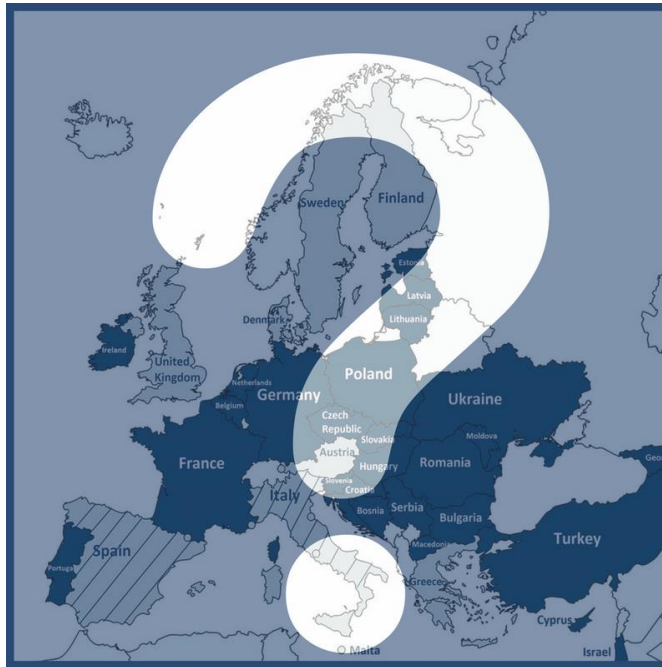 Sweden
Finland
Estonia
Latvia
Denmark
Lithuania
Ireland
United
Kingdom
Poland
Netherlands
Germany
Belgium
Ukraine
Czech
Republic
Slovakia
Moldova
Austria
France
Hungary
Romania
Geo
Slovenia
Croatia
Italy
Bosnia
Serbia
Bulgaria
Spain
Turkey
Macedonia
Portugal
Greece
Cyprus
Malta
Israel